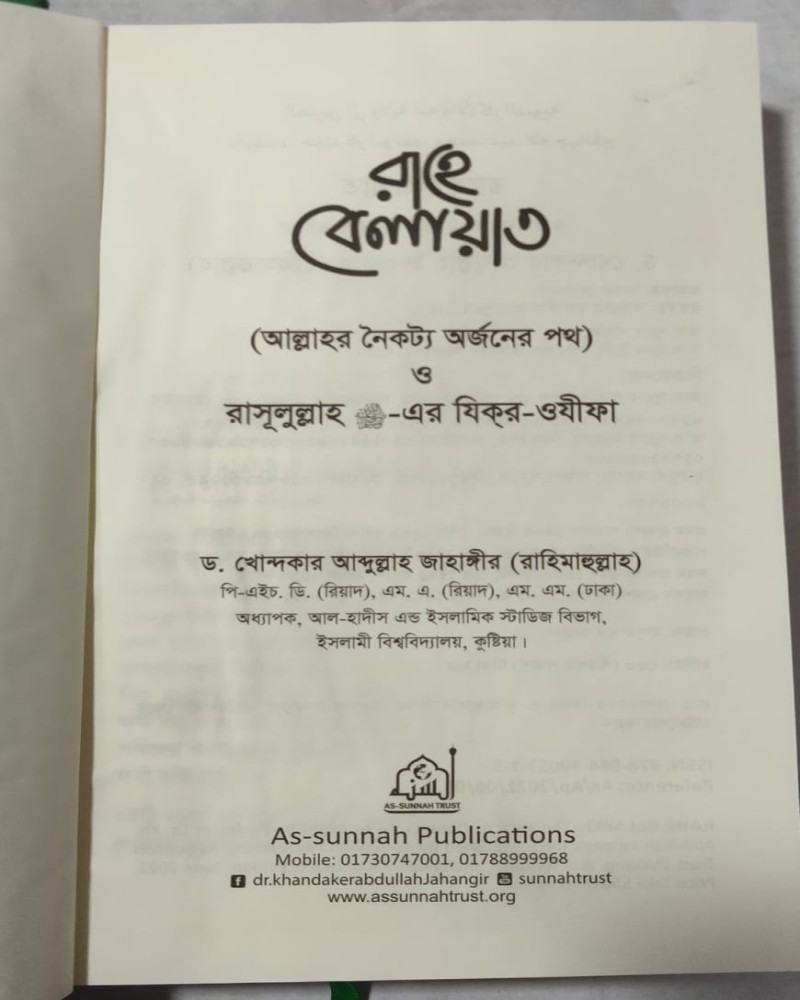 রাহে
বেলায়াত
(আল্লাহর নৈকট্য অর্জনের পথ)
ও
রাসূলুল্লাহ ﷺ-এর যিক্‌র-ওযীফা
ড. খোন্দকার আব্দুল্লাহ জাহাঙ্গীর (রাহিমাহুল্লাহ)
পি-এইচ. ডি. (রিয়াদ), এম. এ. (রিয়াদ), এম. এম. (ঢাকা)
অধ্যাপক, আল-হাদীস এন্ড ইসলামিক স্টাডিজ বিভাগ,
ইসলামী বিশ্ববিদ্যালয়, কুষ্টিয়া।
السنة
AS-SUNNAH TRUST
As-sunnah Publications
Mobile: 01730747001, 01788999968
dr.khandakerabdullahJahangir sunnahtrust
www.assunnahtrust.org